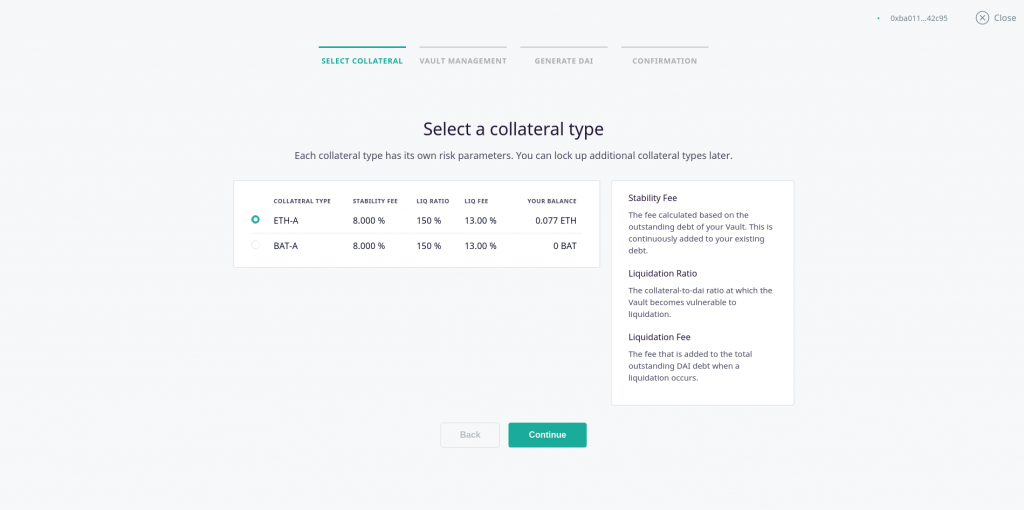 0xba011...42c95
Close
SELECT COLLATERAL
VAULT MANAGEMENT
GENERATE DAI
CONFIRMATION
Select a collateral type
Each collateral type has its own risk parameters. You can lock up additional collateral types later.
COLLATERAL TYPE STABILITY FEE LIQ RATIO LIQ FEE YOUR BALANCE
ETH-A 8.000 % 150 % 13.00 % 0.077 ETH
BAT-A 8.000 % 150 % 13.00 % 0 BAT
Stability Fee
The fee calculated based on the
outstanding debt of your Vault. This is
continuously added to your existing
debt.
Liquidation Ratio
The collateral-to-dai ratio at which the
Vault becomes vulnerable to
liquidation.
Liquidation Fee
The fee that is added to the total
outstanding DAI debt when a
liquidation occurs.
Back
Continue